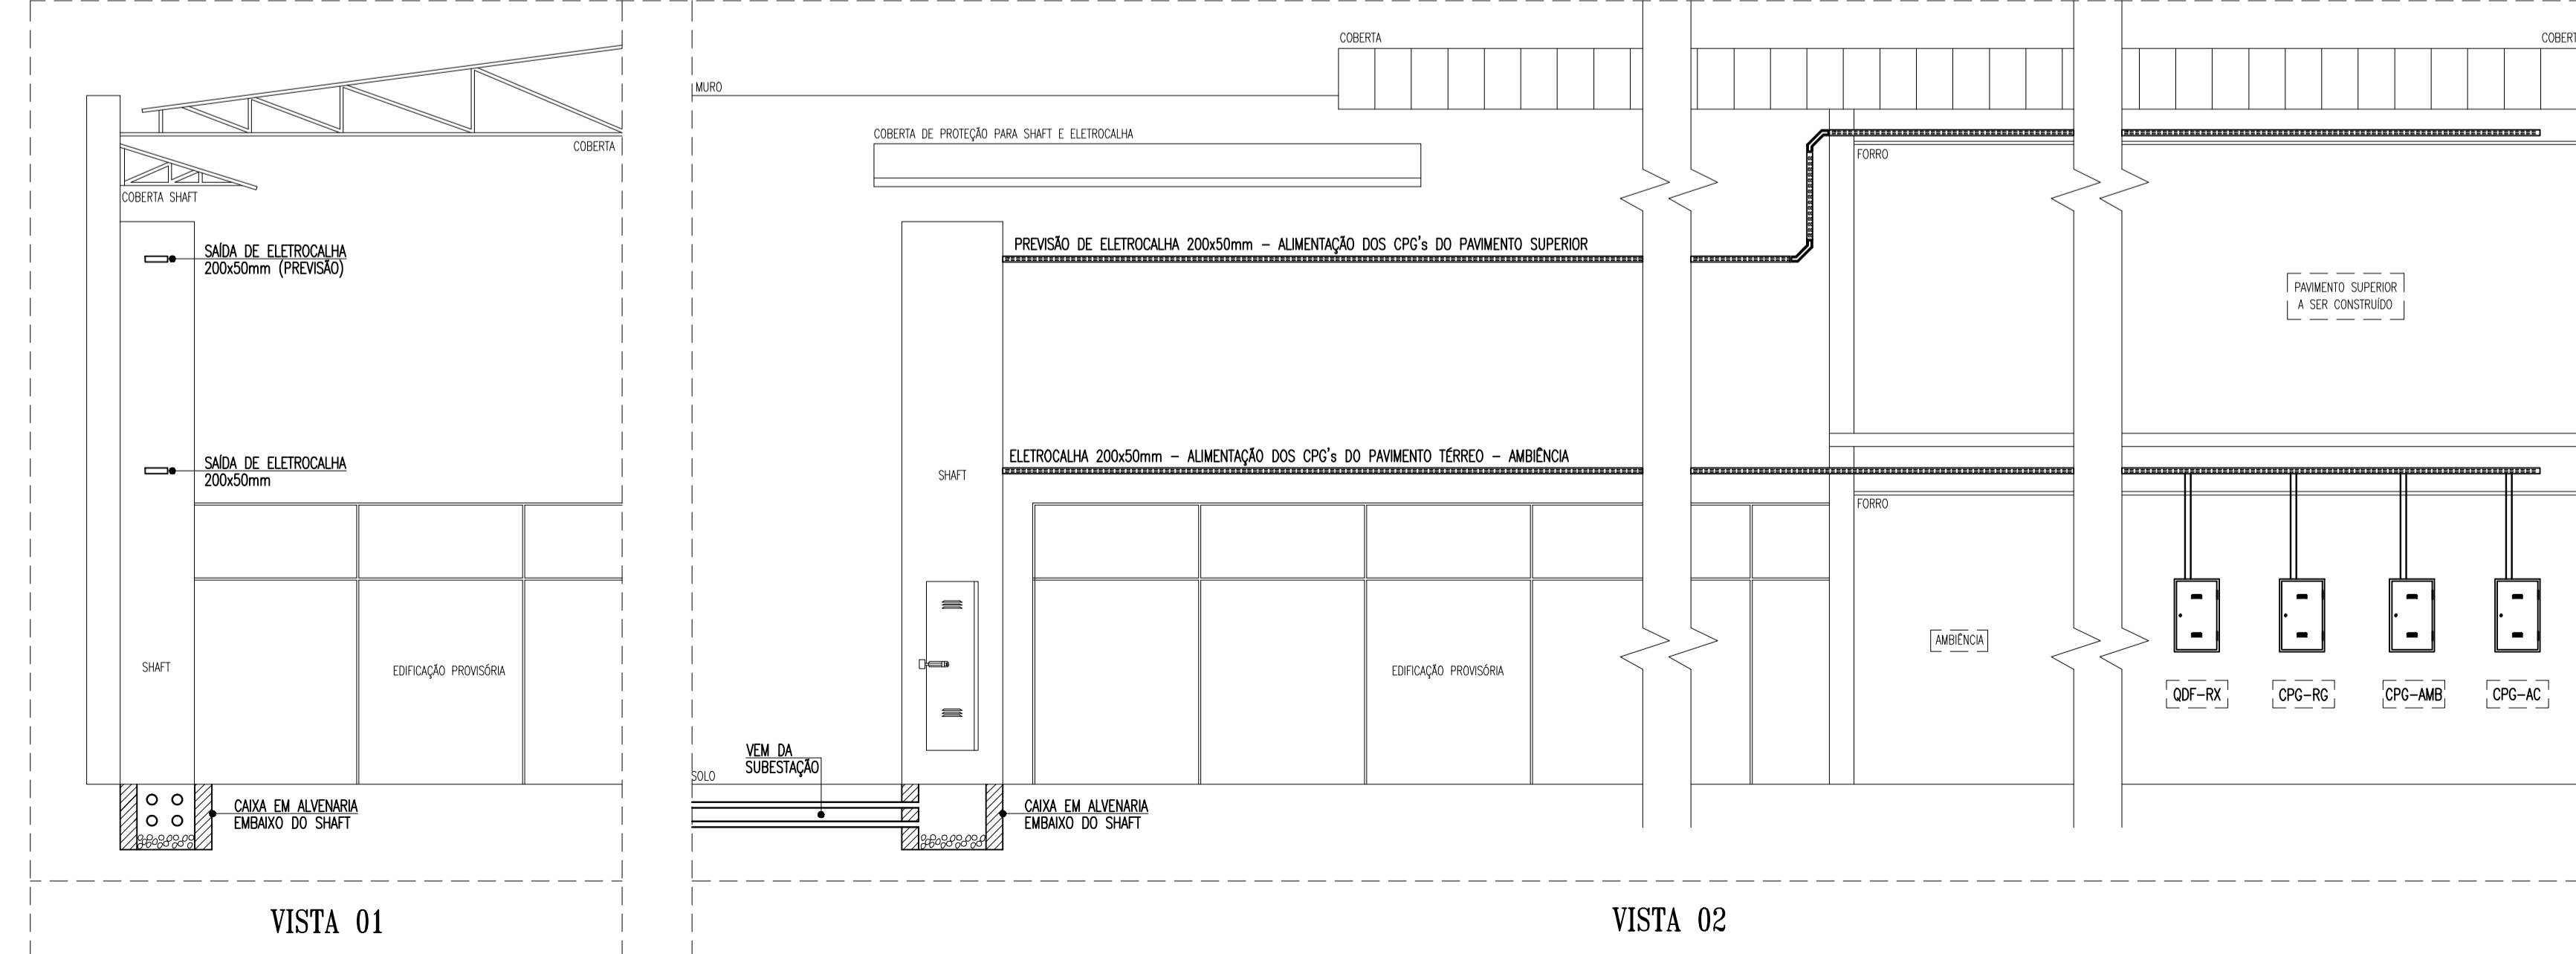 COBERTA
COBERTA SHAFT
SAÍDA DE ELETROCALHA
200x50mm (PREVISÃO)
SAÍDA DE ELETROCALHA
200x50mm
SHAFT
EDIFICAÇÃO PROVISÓRIA
CAIXA EM ALVENARIA
EMBAIXO DO SHAFT
VISTA 01
MURO
COBERTA
COBERT
COBERTA DE PROTEÇÃO PARA SHAFT E ELETROCALHA
FORRO
PREVISÃO DE ELETROCALHA 200x50mm - ALIMENTAÇÃO DOS CPG's DO PAVIMENTO SUPERIOR
PAVIMENTO SUPERIOR
A SER CONSTRUÍDO
ELETROCALHA 200x50mm - ALIMENTAÇÃO DOS CPG's DO PAVIMENTO TÉRREO - AMBIÊNCIA
SHAFT
FORRO
AMBIÊNCIA
EDIFICAÇÃO PROVISÓRIA
QDF-RX
CPG-RG
CPG-AMB
CPG-AC
VEM DA
SUBESTAÇÃO
SOLO
CAIXA EM ALVENARIA
EMBAIXO DO SHAFT
VISTA 02